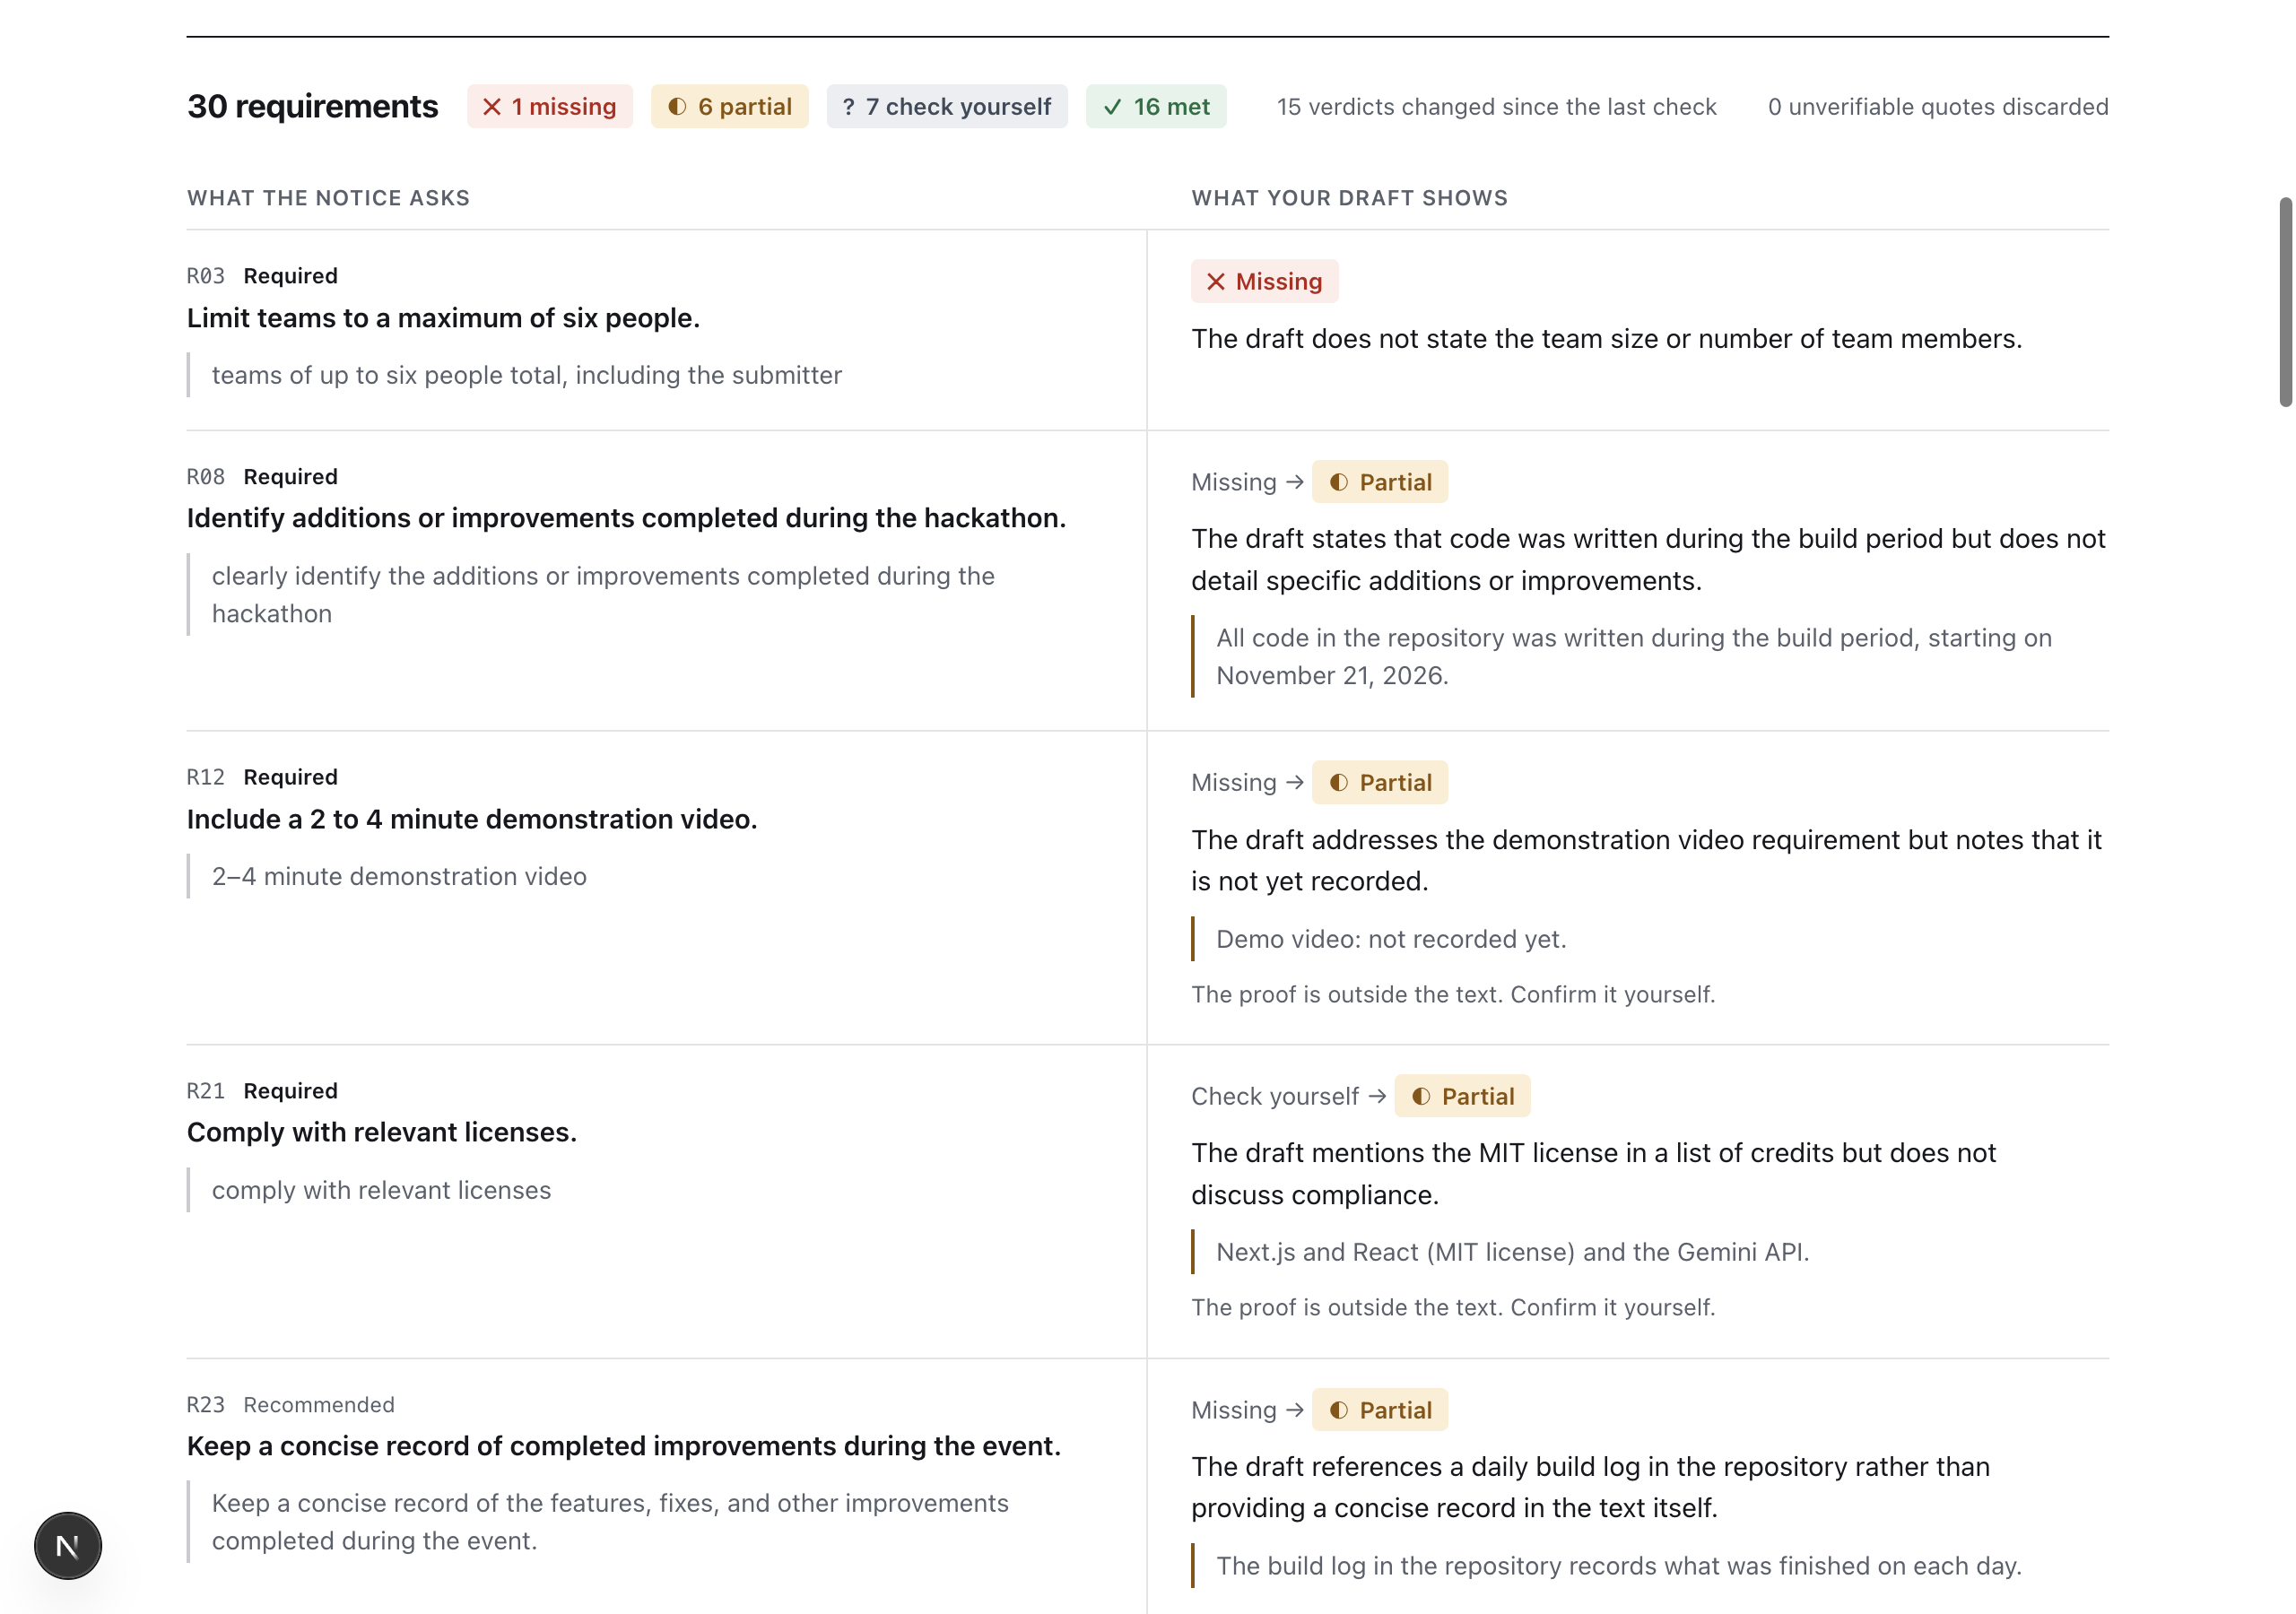 30 requirements
✕ 1 missing
◐ 6 partial
? 7 check yourself
✓ 16 met
15 verdicts changed since the last check
0 unverifiable quotes discarded
WHAT THE NOTICE ASKS
WHAT YOUR DRAFT SHOWS
R03 Required
Limit teams to a maximum of six people.
teams of up to six people total, including the submitter
✕ Missing
The draft does not state the team size or number of team members.
R08 Required
Identify additions or improvements completed during the hackathon.
clearly identify the additions or improvements completed during the
hackathon
Missing → ◐ Partial
The draft states that code was written during the build period but does not
detail specific additions or improvements.
All code in the repository was written during the build period, starting on
November 21, 2026.
R12 Required
Include a 2 to 4 minute demonstration video.
2–4 minute demonstration video
Missing → ◐ Partial
The draft addresses the demonstration video requirement but notes that it
is not yet recorded.
Demo video: not recorded yet.
The proof is outside the text. Confirm it yourself.
R21 Required
Comply with relevant licenses.
comply with relevant licenses
Check yourself → ◐ Partial
The draft mentions the MIT license in a list of credits but does not
discuss compliance.
Next.js and React (MIT license) and the Gemini API.
The proof is outside the text. Confirm it yourself.
R23 Recommended
Keep a concise record of completed improvements during the event.
Keep a concise record of the features, fixes, and other improvements
completed during the event.
Missing → ◐ Partial
The draft references a daily build log in the repository rather than
providing a concise record in the text itself.
The build log in the repository records what was finished on each day.
N